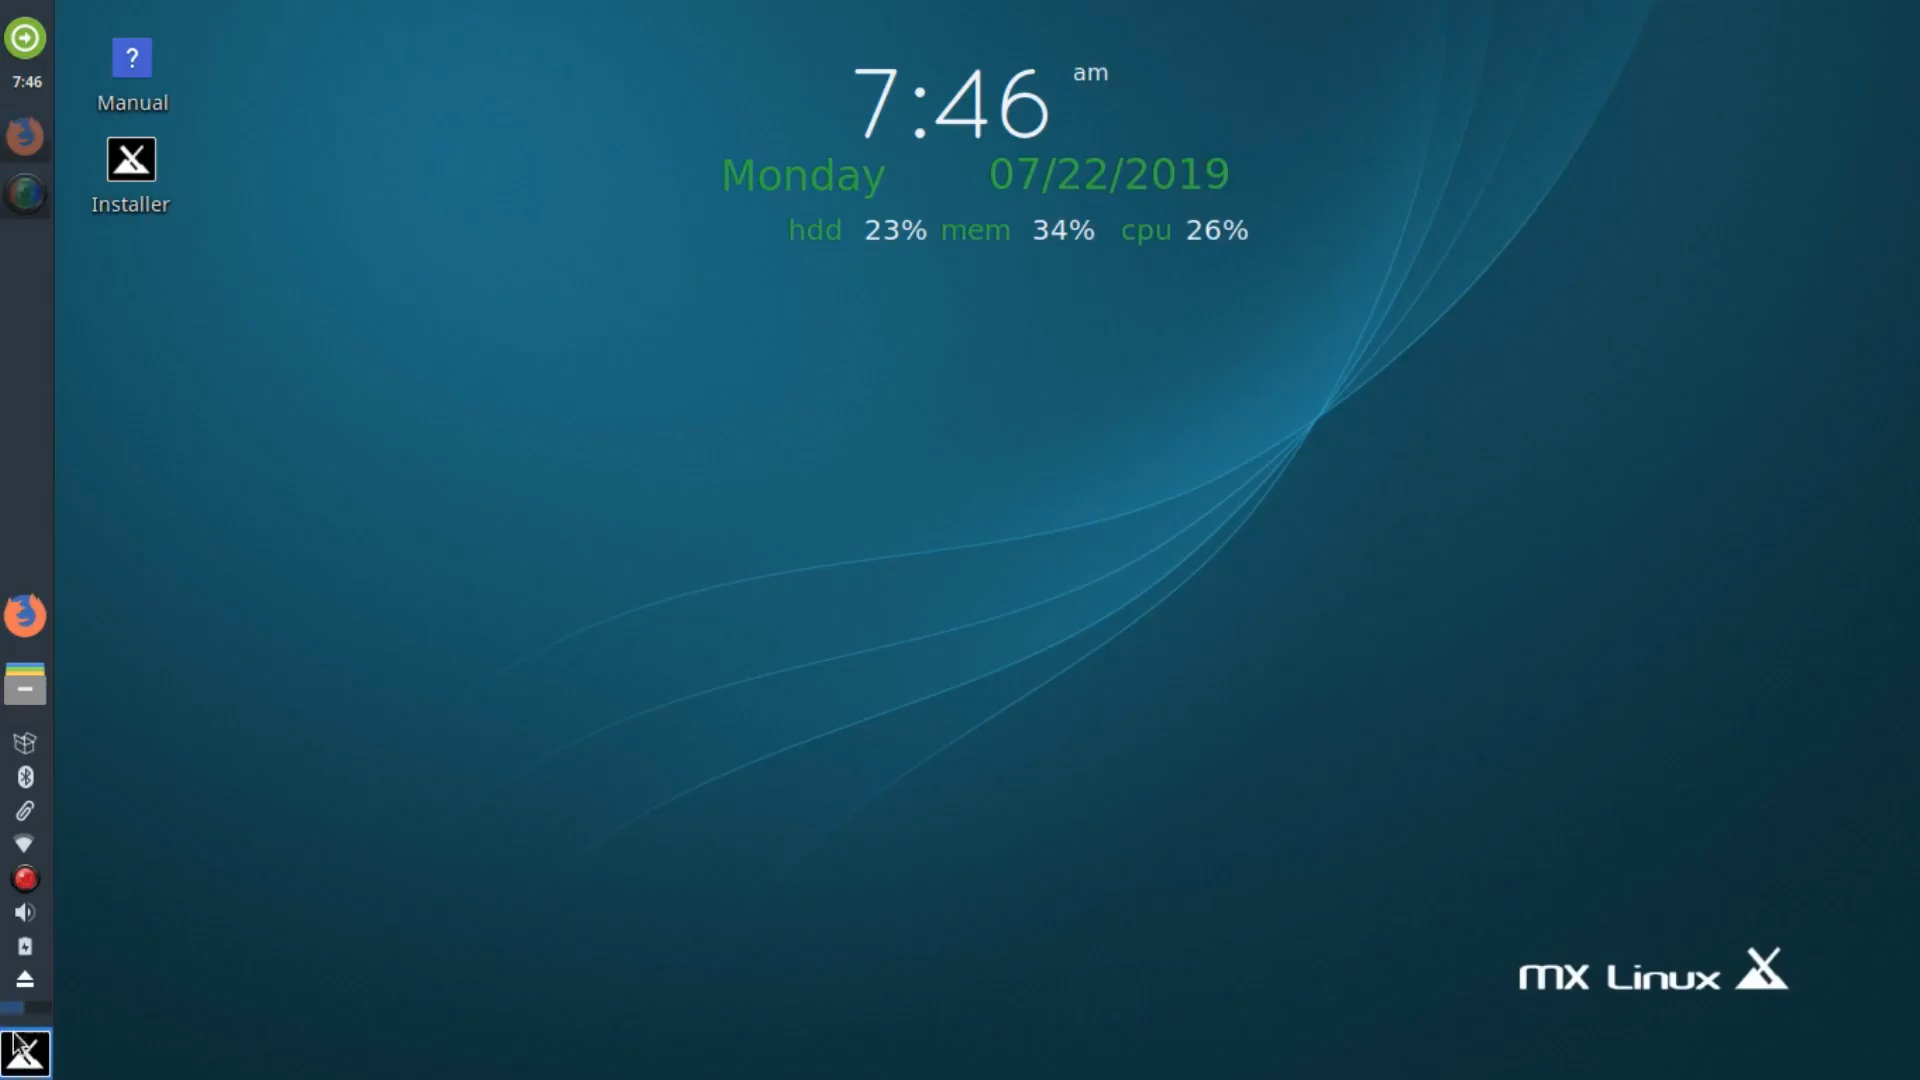 7:46
?
Manual
Installer
7:46 am
Monday 07/22/2019
hdd 23% mem 34% cpu 26%
mx Linux